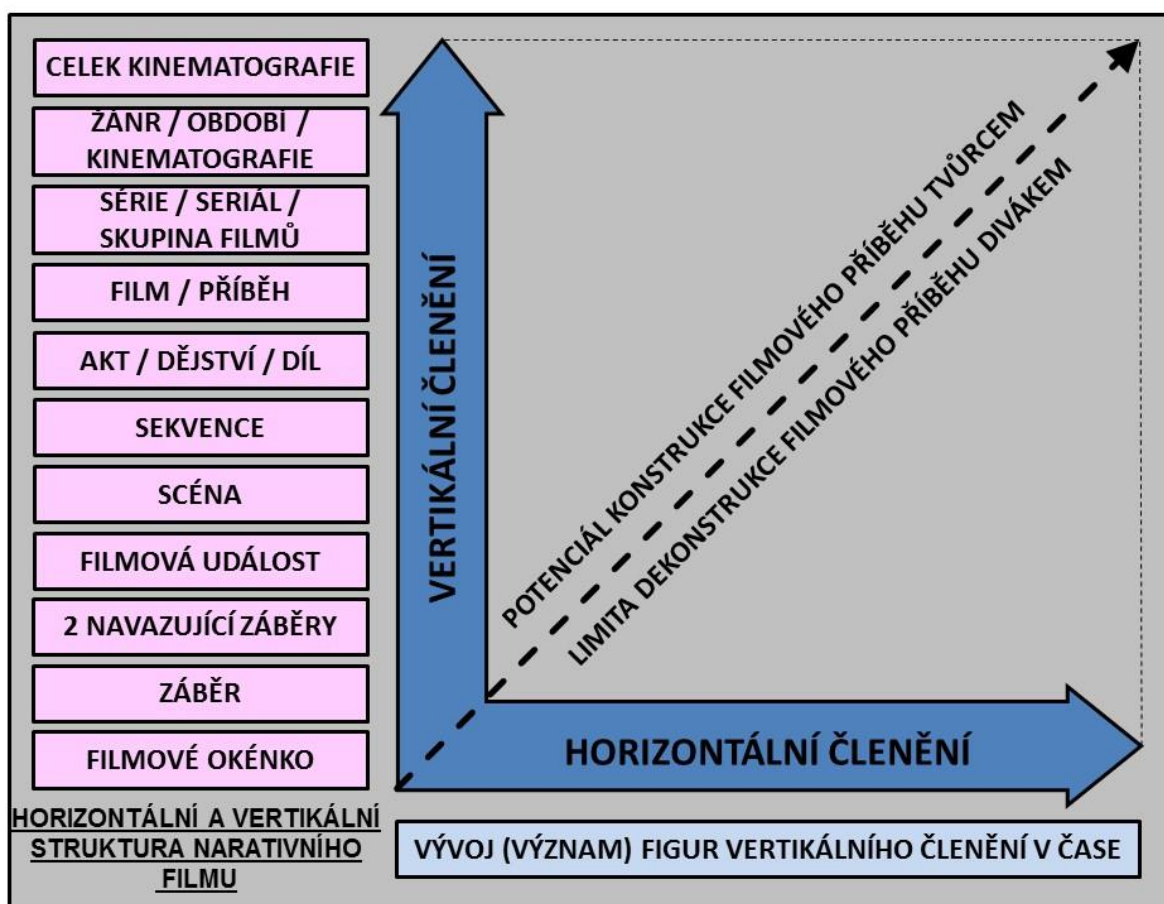 CELEK KINEMATOGRAFIE
ŽÁNR / OBDOBÍ /
KINEMATOGRAFIE
SÉRIE / SERIÁL /
SKUPINA FILMŮ
FILM / PŘÍBĚH
AKT / DĚJSTVÍ / DÍL
SEKVENCE
SCÉNA
FILMOVÁ UDÁLOST
2 NAVAZUJÍCÍ ZÁBĚRY
ZÁBĚR
FILMOVÉ OKÉNKO
HORIZONTÁLNÍ A VERTIKÁLNÍ
STRUKTURA NARATIVNÍHO
FILMU
VERTIKÁLNÍ ČLENĚNÍ
POTENCIÁL KONSTRUKCE FILMOVÉHO PŘÍBĚHU TVŮRCEM
LIMITA DEKONSTRUKCE FILMOVÉHO PŘÍBĚHU DIVÁKEM
HORIZONTÁLNÍ ČLENĚNÍ
VÝVOJ (VÝZNAM) FIGUR VERTIKÁLNÍHO ČLENĚNÍ V ČASE